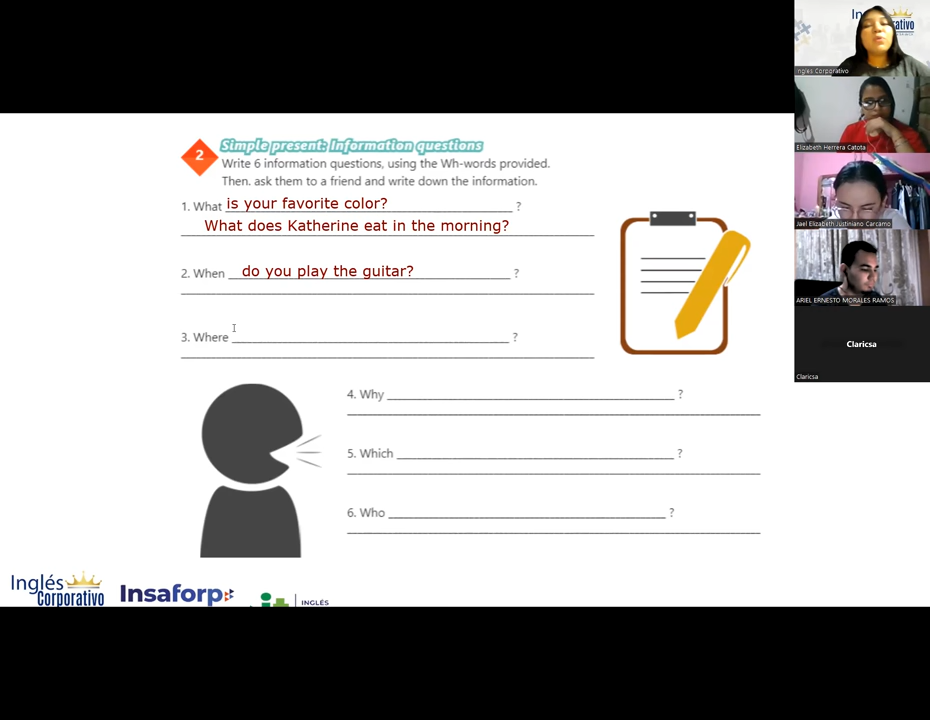 2
Simple present: Information questions
Write 6 information questions, using the Wh-words provided.
Then. ask them to a friend and write down the information.
1. What is your favorite color? ?
What does Katherine eat in the morning?
2. When do you play the guitar? ?
3. Where ?
4. Why ?
5. Which ?
6. Who ?
Inglés
Corporativo
Insaforp
INGLÉS
Inglés Corporativo
Elizabeth Herrera Catota
Jael Elizabeth Justiniano Carcamo
ARIEL ERNESTO MORALES RAMOS
Claricsa
Claricsa